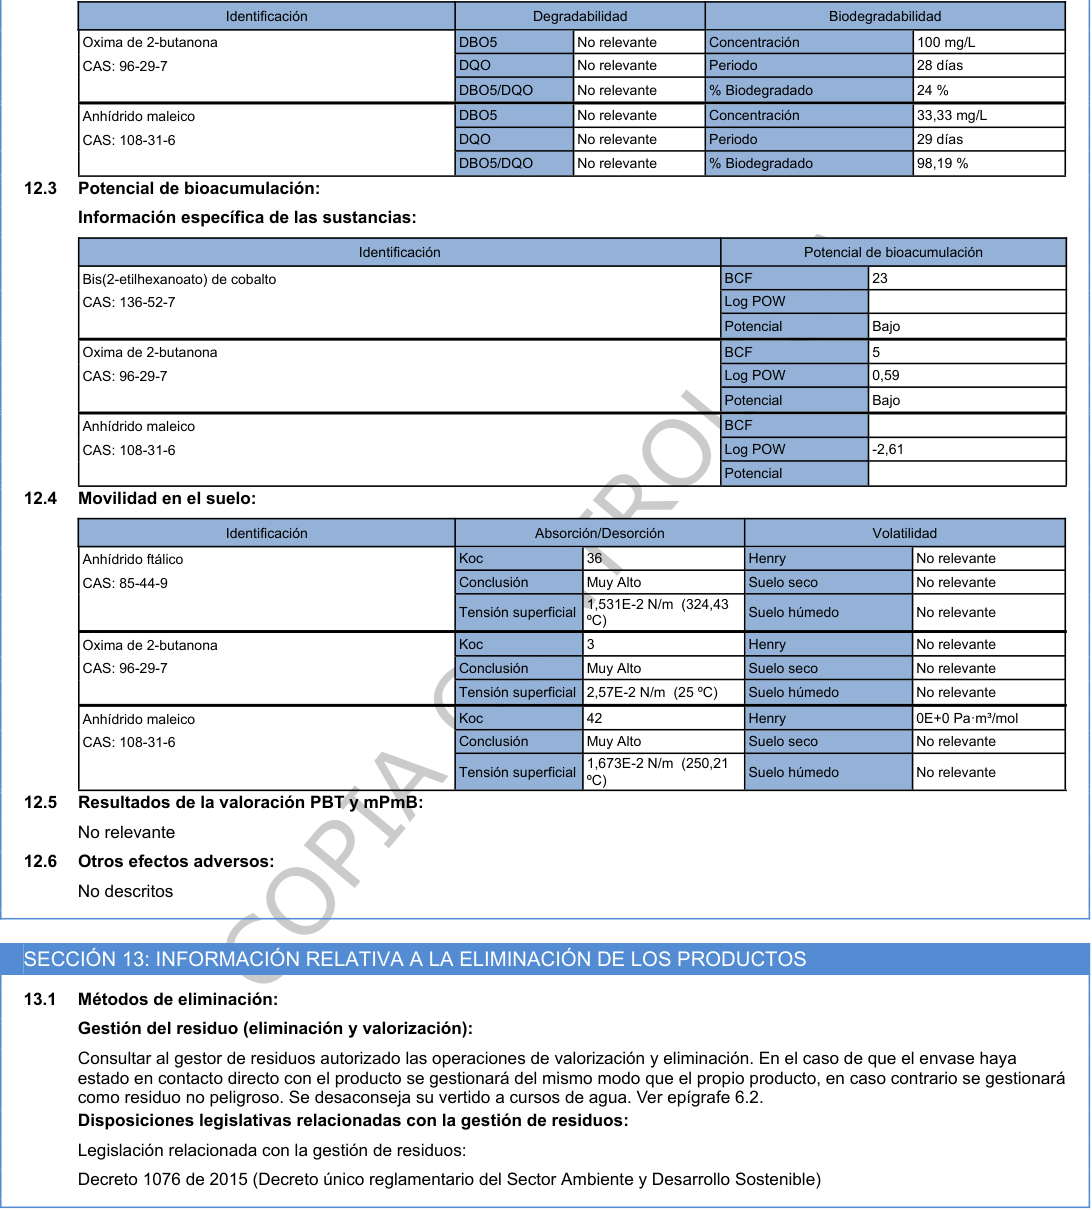 Identificación Degradabilidad Biodegradabilidad
Oxima de 2-butanona DBO5 No relevante Concentración 100 mg/L
CAS: 96-29-7 DQO No relevante Periodo 28 días
DBO5/DQO No relevante % Biodegradado 24 %
Anhídrido maleico DBO5 No relevante Concentración 33,33 mg/L
CAS: 108-31-6 DQO No relevante Periodo 29 días
DBO5/DQO No relevante % Biodegradado 98,19 %
12.3 Potencial de bioacumulación:
Información específica de las sustancias:
Identificación Potencial de bioacumulación
Bis(2-etilhexanoato) de cobalto BCF 23
CAS: 136-52-7 Log POW
Potencial Bajo
Oxima de 2-butanona BCF 5
CAS: 96-29-7 Log POW 0,59
Potencial Bajo
Anhídrido maleico BCF
CAS: 108-31-6 Log POW -2,61
Potencial
12.4 Movilidad en el suelo:
Identificación Absorción/Desorción Volatilidad
Anhídrido ftálico Koc 36 Henry No relevante
CAS: 85-44-9 Conclusión Muy Alto Suelo seco No relevante
Tensión superficial 1,531E-2 N/m (324,43 ºC) Suelo húmedo No relevante
Oxima de 2-butanona Koc 3 Henry No relevante
CAS: 96-29-7 Conclusión Muy Alto Suelo seco No relevante
Tensión superficial 2,57E-2 N/m (25 ºC) Suelo húmedo No relevante
Anhídrido maleico Koc 42 Henry 0E+0 Pa·m³/mol
CAS: 108-31-6 Conclusión Muy Alto Suelo seco No relevante
Tensión superficial 1,673E-2 N/m (250,21 ºC) Suelo húmedo No relevante
12.5 Resultados de la valoración PBT y mPmB:
No relevante
12.6 Otros efectos adversos:
No descritos
COPIA
SECCIÓN 13: INFORMACIÓN RELATIVA A LA ELIMINACIÓN DE LOS PRODUCTOS
13.1 Métodos de eliminación:
Gestión del residuo (eliminación y valorización):
Consultar al gestor de residuos autorizado las operaciones de valorización y eliminación. En el caso de que el envase haya
estado en contacto directo con el producto se gestionará del mismo modo que el propio producto, en caso contrario se gestionará
como residuo no peligroso. Se desaconseja su vertido a cursos de agua. Ver epígrafe 6.2.
Disposiciones legislativas relacionadas con la gestión de residuos:
Legislación relacionada con la gestión de residuos:
Decreto 1076 de 2015 (Decreto único reglamentario del Sector Ambiente y Desarrollo Sostenible)